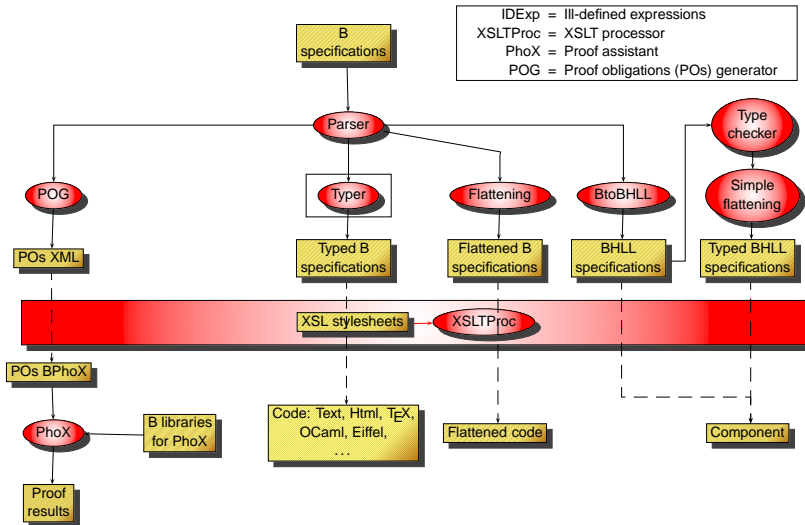 B
specifications
IDExp = Ill-defined expressions
XSLTProc = XSLT processor
PhoX = Proof assistant
POG = Proof obligations (POs) generator
Parser
Type
checker
POG
Typer
Flattening
BtoBHLL
Simple
flattening
POs XML
Typed B
specifications
Flattened B
specifications
BHLL
specifications
Typed BHLL
specifications
XSL stylesheets
XSLTProc
POs BPhoX
PhoX
B libraries
for PhoX
Code: Text, Html, TEX,
OCaml, Eiffel,
...
Flattened code
Component
Proof
results